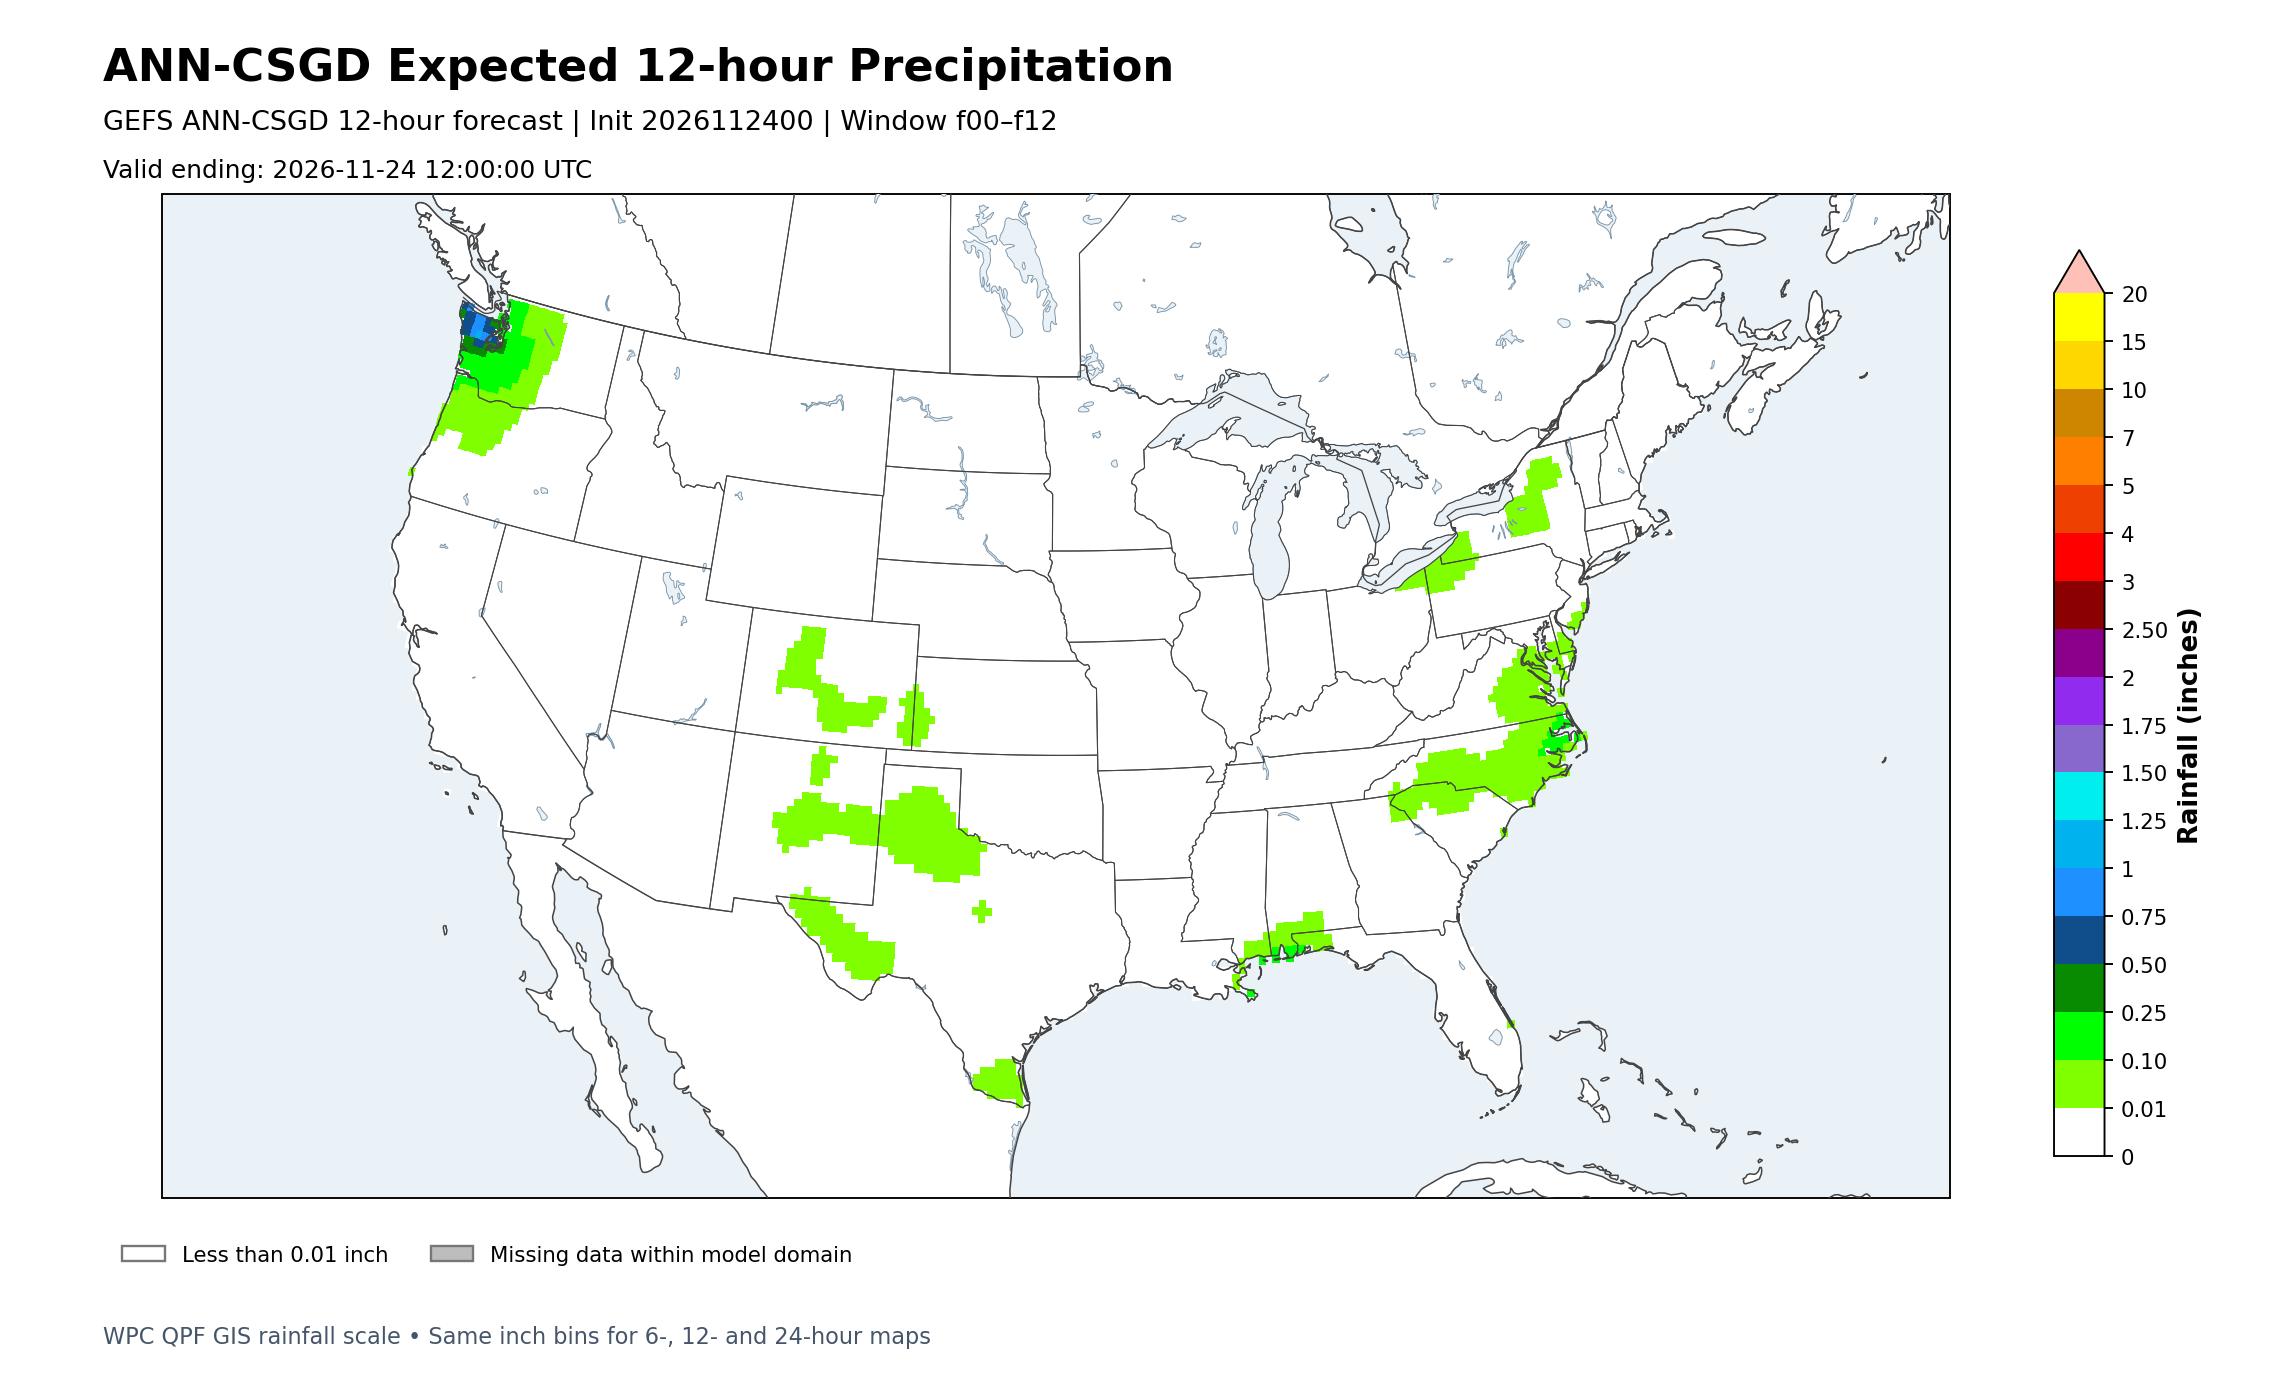 ANN-CSGD Expected 12-hour Precipitation
GEFS ANN-CSGD 12-hour forecast | Init 2026112400 | Window f00–f12
Valid ending: 2026-11-24 12:00:00 UTC
20
15
10
7
5
4
3
2.50
2
1.75
1.50
1.25
1
0.75
0.50
0.25
0.10
0.01
0
Rainfall (inches)
Less than 0.01 inch
Missing data within model domain
WPC QPF GIS rainfall scale • Same inch bins for 6-, 12- and 24-hour maps